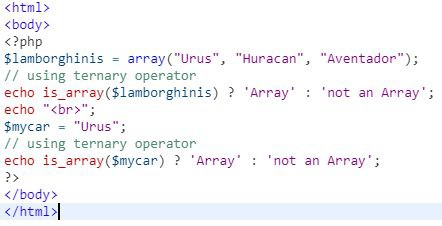 <html>
<body>
<?php
$lamborghinis = array("Urus", "Huracan", "Aventador");
// using ternary operator
echo is_array($lamborghinis) ? 'Array' : 'not an Array';
echo "<br>";
$mycar = "Urus";
// using ternary operator
echo is_array($mycar) ? 'Array' : 'not an Array';
?>
</body>
</html>